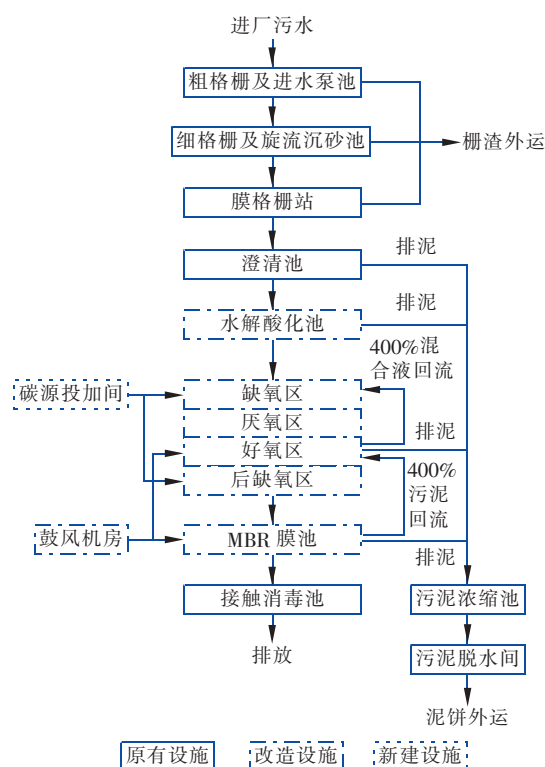 进厂污水
粗格栅及进水泵池
细格栅及旋流沉砂池
栅渣外运
膜格栅站
澄清池
排泥
水解酸化池
排泥
400%混
合液回流
碳源投加间
缺氧区
厌氧区
好氧区
排泥
后缺氧区
400%
污泥
回流
鼓风机房
MBR 膜池
排泥
接触消毒池
污泥浓缩池
排放
污泥脱水间
泥饼外运
原有设施
改造设施
新建设施